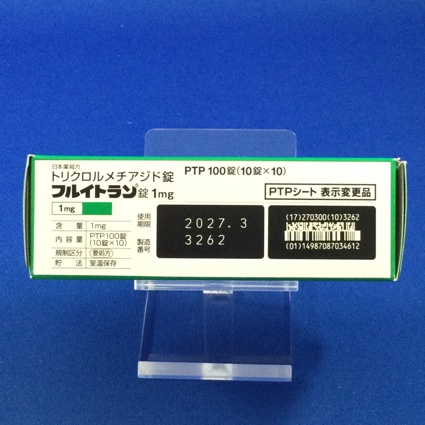 日本薬局方
トリクロルメチアジド錠
PTP 100錠(10錠×10)
フルイトラン®錠1mg
PTPシート 表示変更品
1mg
含量 1mg
内容量 PTP100錠
(10錠×10)
規制区分 要処方
貯法 室温保存
使用
期限
2027.3
製造
番号
3262
(17)270300(10)3262
(01)14987087034612